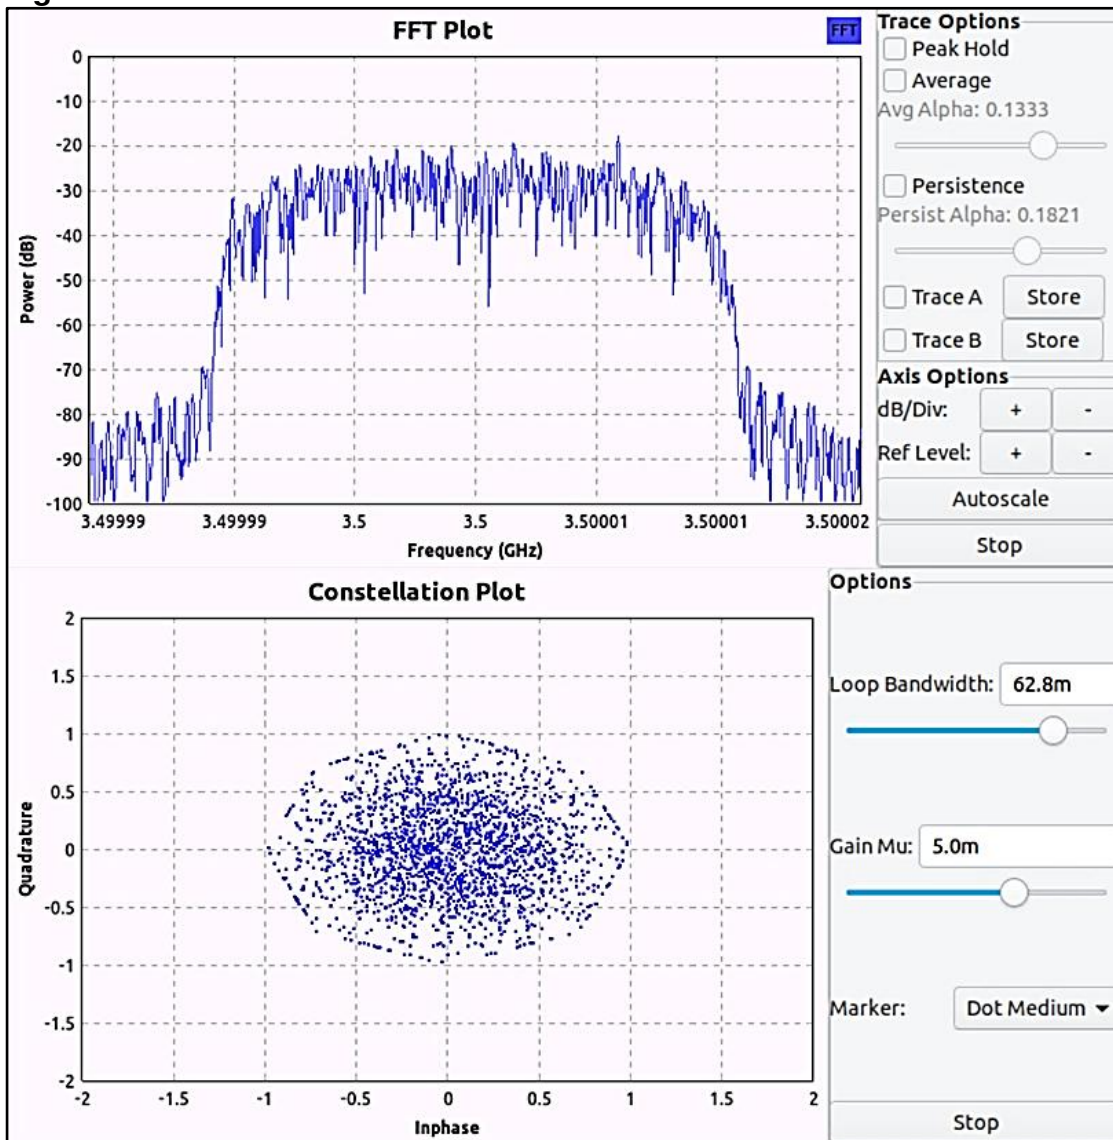 FFT Plot
FFT
0
-10
-20
-30
-40
-50
-60
-70
-80
-90
-100
Power (dB)
3.49999 3.49999 3.5 3.5 3.50001 3.50001 3.50002
Frequency (GHz)
Trace Options
Peak Hold
Average
Avg Alpha: 0.1333
Persistence
Persist Alpha: 0.1821
Trace A Store
Trace B Store
Axis Options
dB/Div: + -
Ref Level: + -
Autoscale
Stop
Constellation Plot
2
1.5
1
0.5
0
-0.5
-1
-1.5
-2
Quadrature
-2 -1.5 -1 -0.5 0 0.5 1 1.5 2
Inphase
Options
Loop Bandwidth: 62.8m
Gain Mu: 5.0m
Marker: Dot Medium
Stop